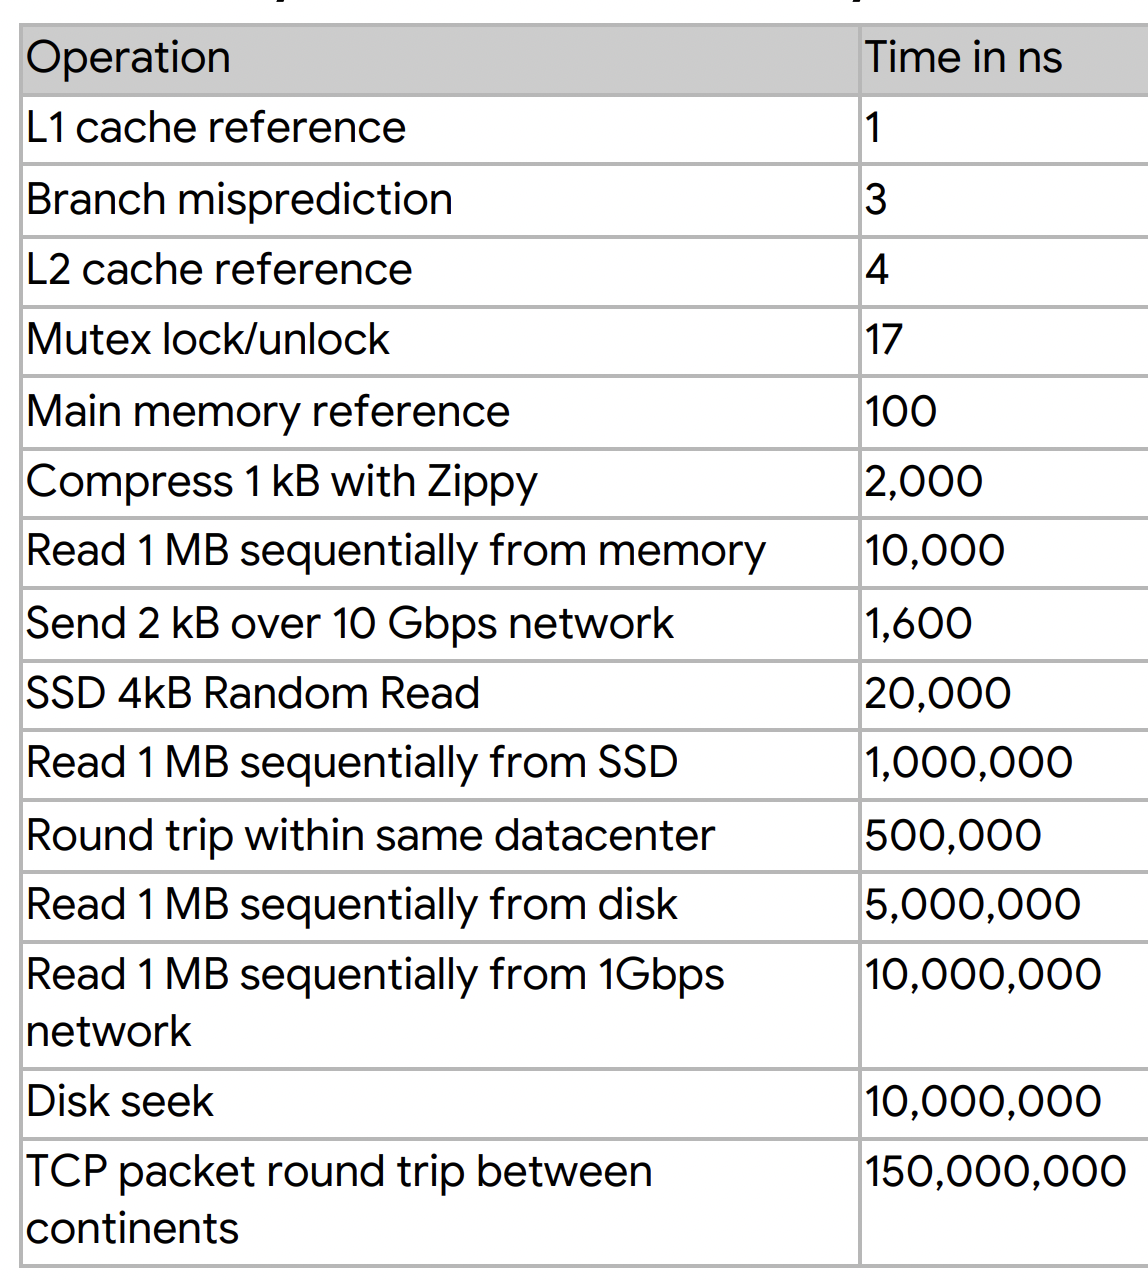 Operation Time in ns
L1 cache reference 1
Branch misprediction 3
L2 cache reference 4
Mutex lock/unlock 17
Main memory reference 100
Compress 1 kB with Zippy 2,000
Read 1 MB sequentially from memory 10,000
Send 2 kB over 10 Gbps network 1,600
SSD 4kB Random Read 20,000
Read 1 MB sequentially from SSD 1,000,000
Round trip within same datacenter 500,000
Read 1 MB sequentially from disk 5,000,000
Read 1 MB sequentially from 1Gbps 10,000,000
network
Disk seek 10,000,000
TCP packet round trip between 150,000,000
continents